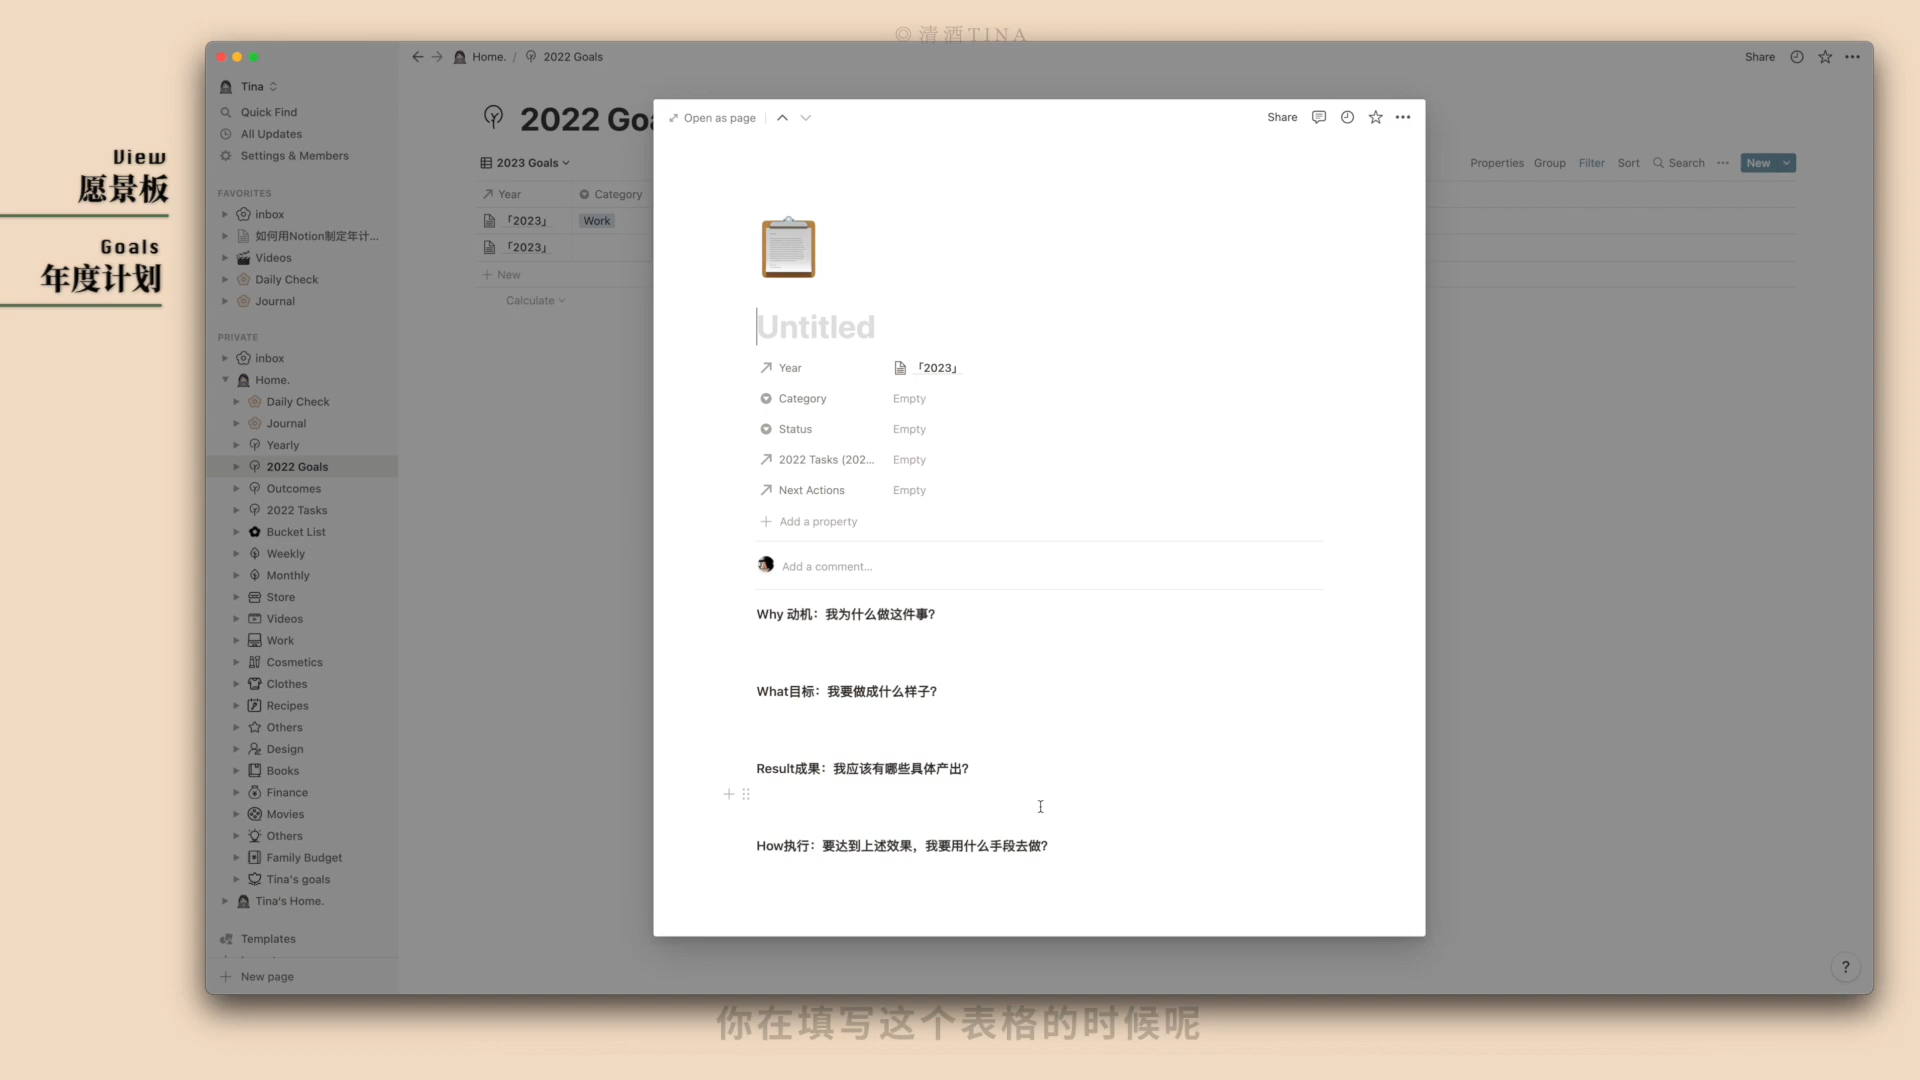 ◎清酒TINA
View
愿景板
Goals
年度计划
Tina
Quick Find
All Updates
Settings & Members
FAVORITES
inbox
如何用Notion制定年计...
Videos
Daily Check
Journal
PRIVATE
inbox
Home.
Daily Check
Journal
Yearly
2022 Goals
Outcomes
2022 Tasks
Bucket List
Weekly
Monthly
Store
Videos
Work
Cosmetics
Clothes
Recipes
Others
Design
Books
Finance
Movies
Others
Family Budget
Tina's goals
Tina's Home.
Templates
New page
Home. / 2022 Goals
Share
2022 Goa
2023 Goals
Properties Group Filter Sort Search New
Year Category
「2023」 Work
「2023」
New
Calculate
Open as page
Share
Untitled
Year 「2023」
Category Empty
Status Empty
2022 Tasks (202... Empty
Next Actions Empty
Add a property
Add a comment...
Why 动机：我为什么做这件事?
What目标：我要做成什么样子?
Result成果：我应该有哪些具体产出?
How执行：要达到上述效果，我要用什么手段去做?
?
你在填写这个表格的时候呢